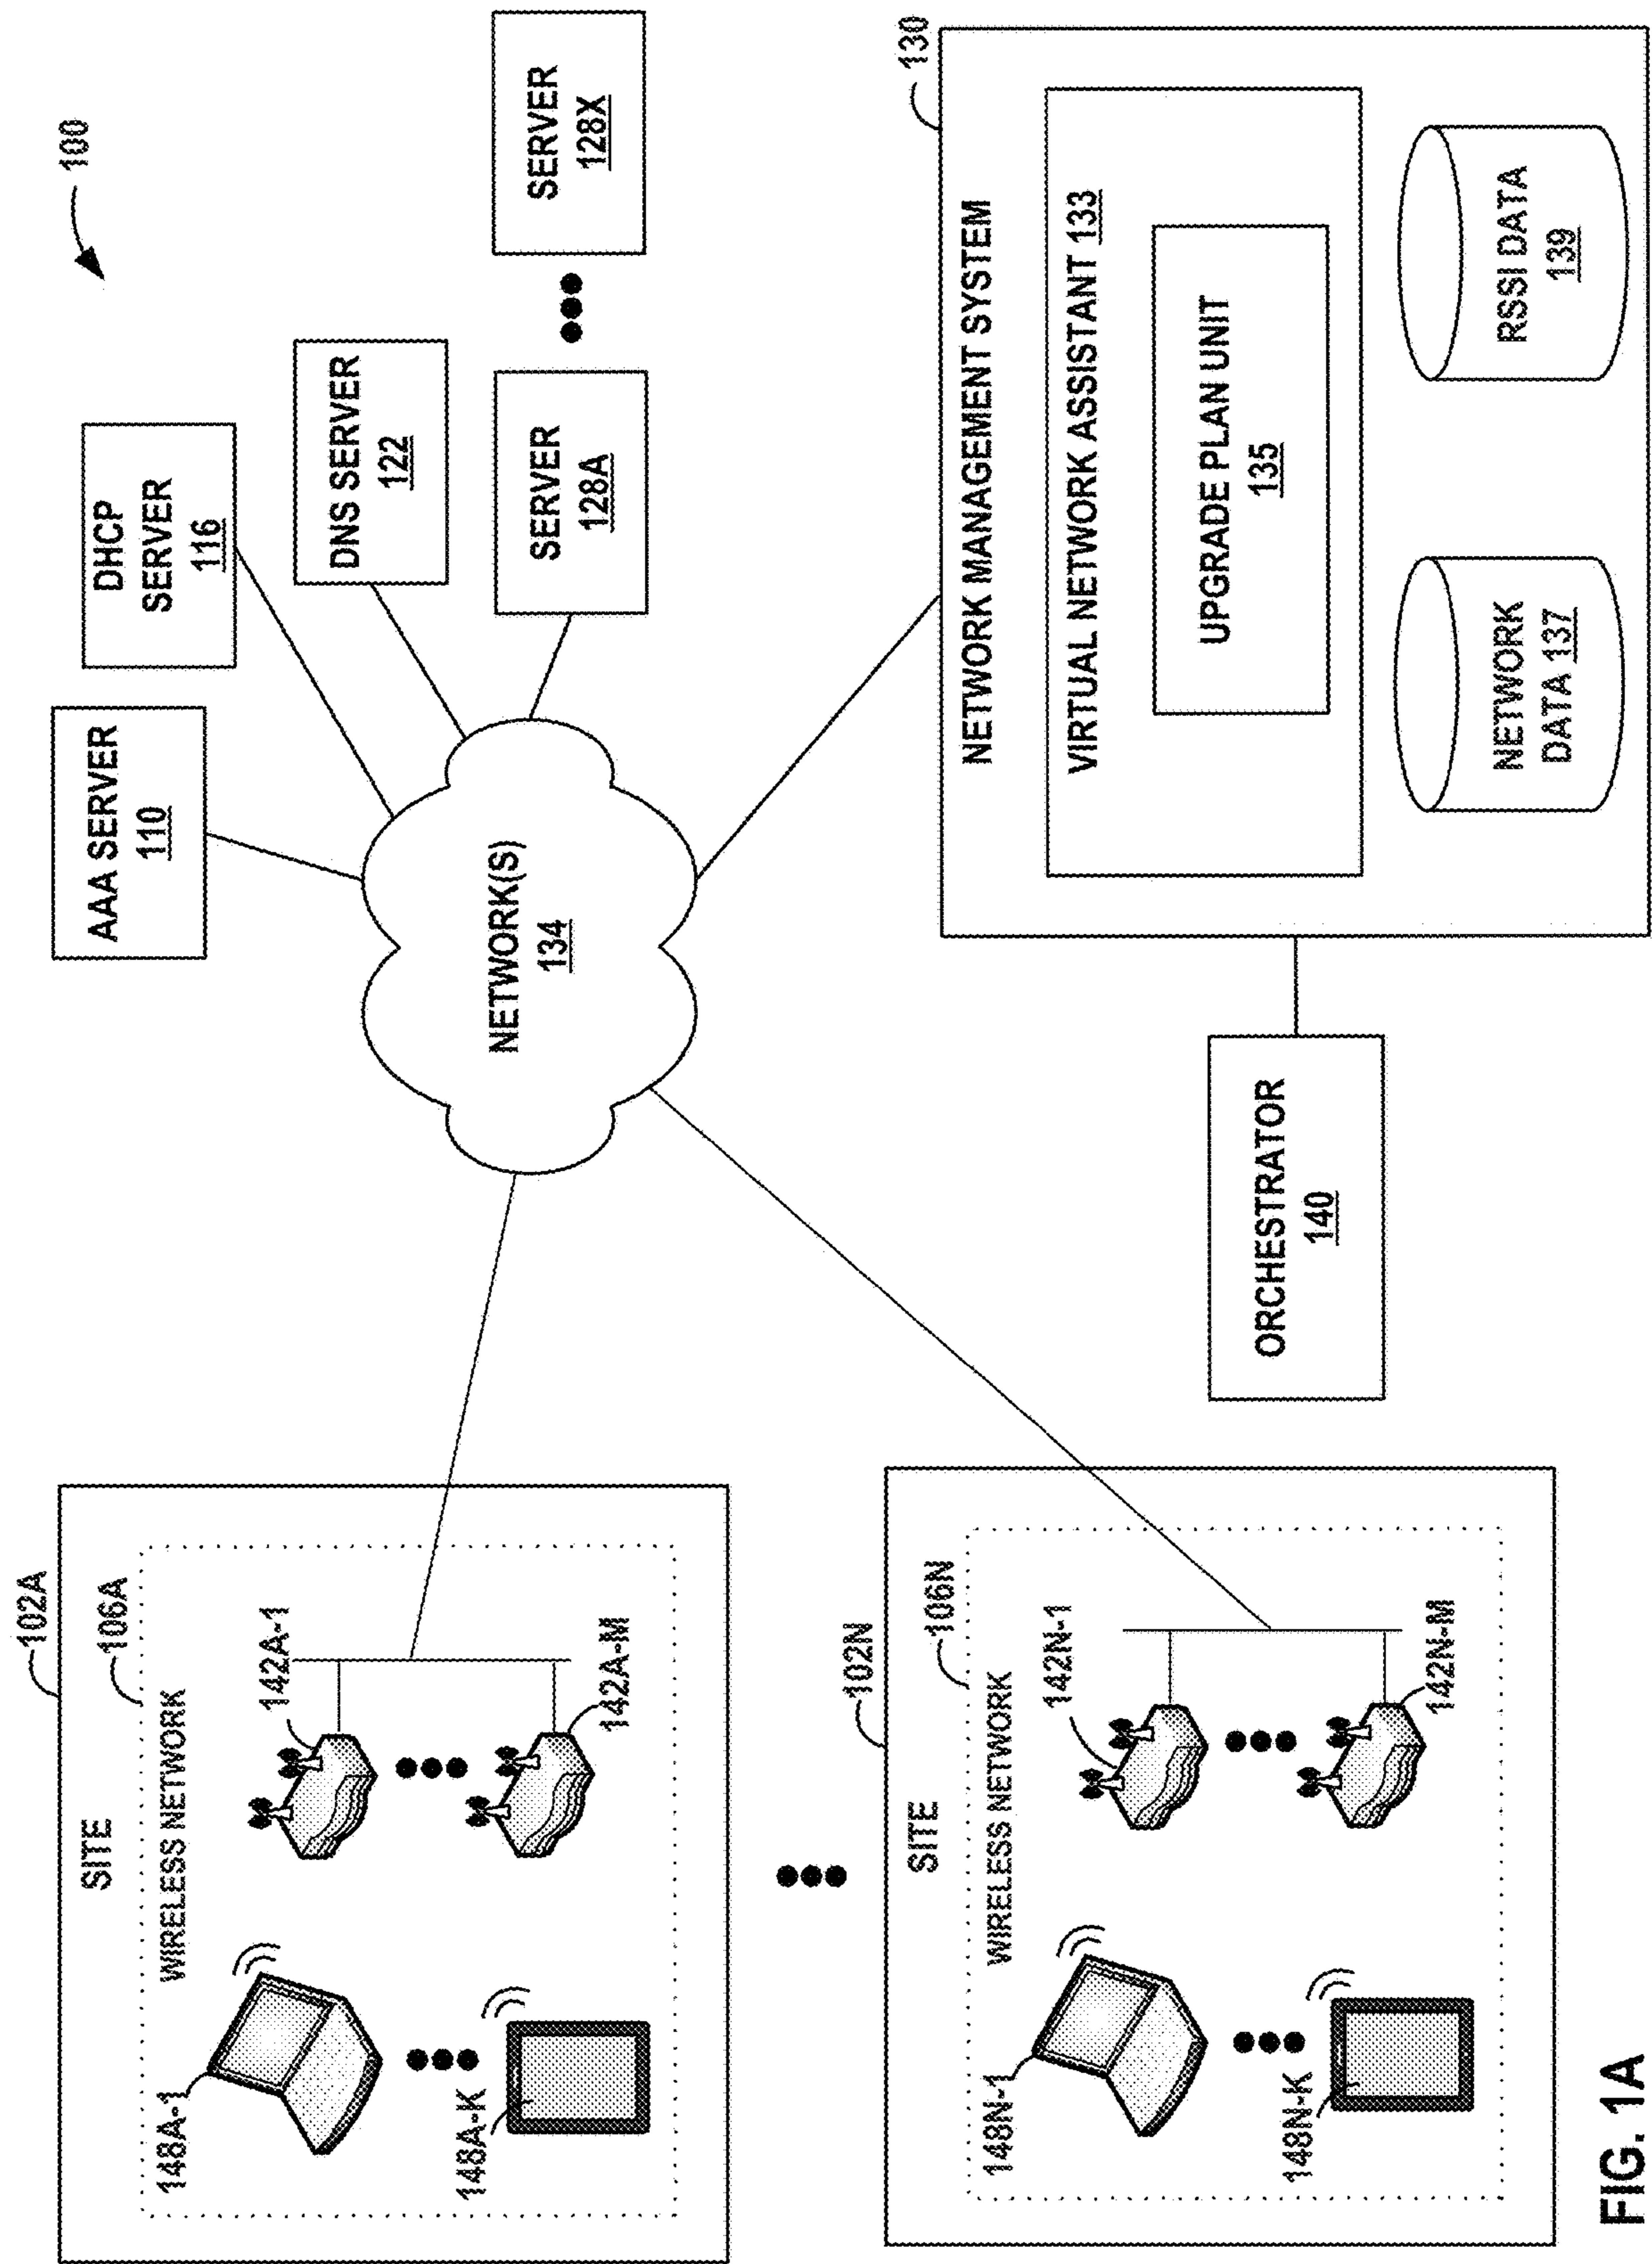 100
102A
SITE
106A
WIRELESS NETWORK
148A-1
148A-K
142A-1
142A-M
102N
SITE
106N
WIRELESS NETWORK
148N-1
148N-K
142N-1
142N-M
NETWORK(S)
134
AAA SERVER
110
DHCP
SERVER
116
DNS SERVER
122
SERVER
128A
SERVER
128X
130
NETWORK MANAGEMENT SYSTEM
VIRTUAL NETWORK ASSISTANT 133
UPGRADE PLAN UNIT
135
NETWORK
DATA 137
RSSI DATA
139
ORCHESTRATOR
140
FIG. 1A